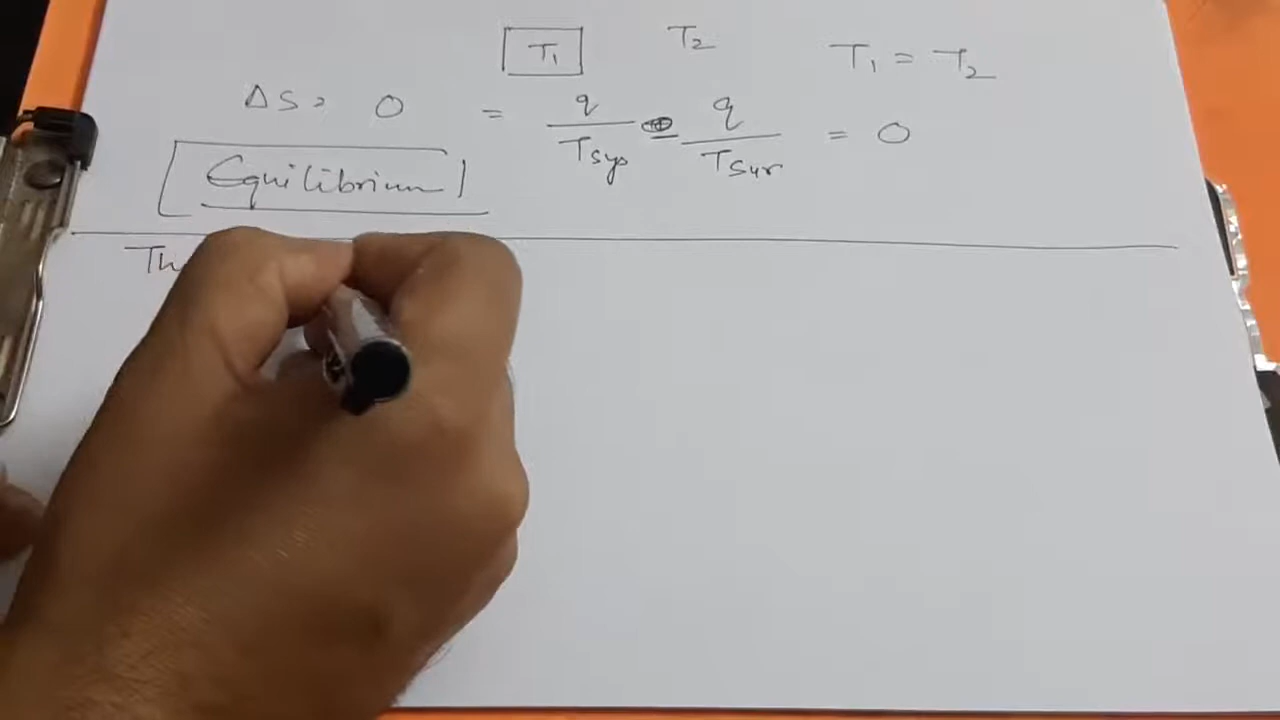 T₁ T₂ T₁ = T₂
ΔS = 0 = q/Tsys - q/Tsur = 0
Equilibrium
Th